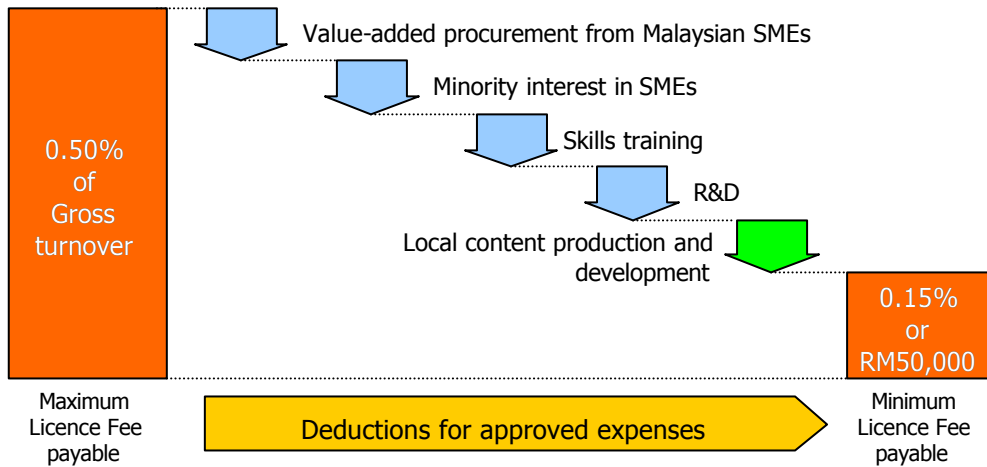 Value-added procurement from Malaysian SMEs
Minority interest in SMEs
Skills training
R&D
Local content production and
development
0.50%
of
Gross
turnover
0.15%
or
RM50,000
Maximum
Licence Fee
payable
Deductions for approved expenses
Minimum
Licence Fee
payable